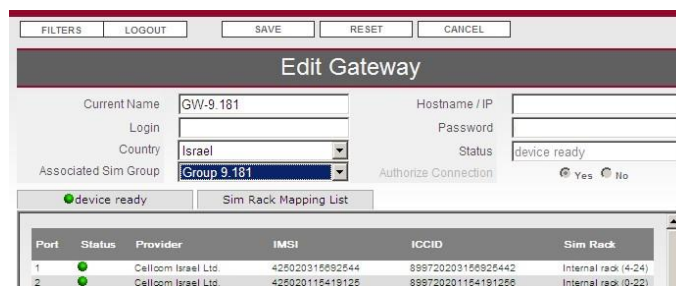 FILTERS LOGOUT SAVE RESET CANCEL
Edit Gateway
Current Name GW-9.181 Hostname / IP
Login Password
Country Israel Status device ready
Associated Sim Group Group 9.181 Authorize Connection Yes No
device ready Sim Rack Mapping List
Port Status Provider IMSI ICCID Sim Rack
1 Cellcom Israel Ltd. 425020315692544 899720203156925442 Internal rack (4-24)
2 Cellcom Israel Ltd. 425020115419125 899720201154191256 Internal rack (0-22)